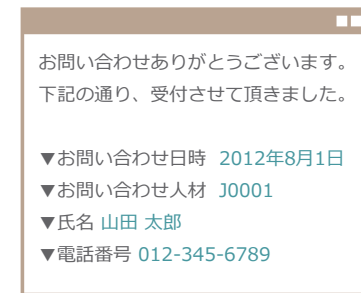 お問い合わせありがとうございます。
下記の通り、受付させて頂きました。
▼お問い合わせ日時 2012年8月1日
▼お問い合わせ人材 J0001
▼氏名 山田 太郎
▼電話番号 012-345-6789